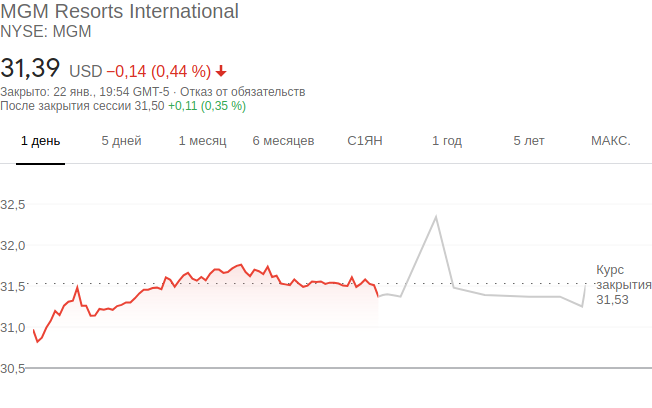 MGM Resorts International
NYSE: MGM
31,39 USD −0,14 (0,44 %)
Закрыто: 22 янв., 19:54 GMT-5 · Отказ от обязательств
После закрытия сессии 31,50 +0,11 (0,35 %)
1 день 5 дней 1 месяц 6 месяцев С1ЯН 1 год 5 лет МАКС.
32,5
32,0
31,5
31,0
30,5
Курс
закрытия
31,53